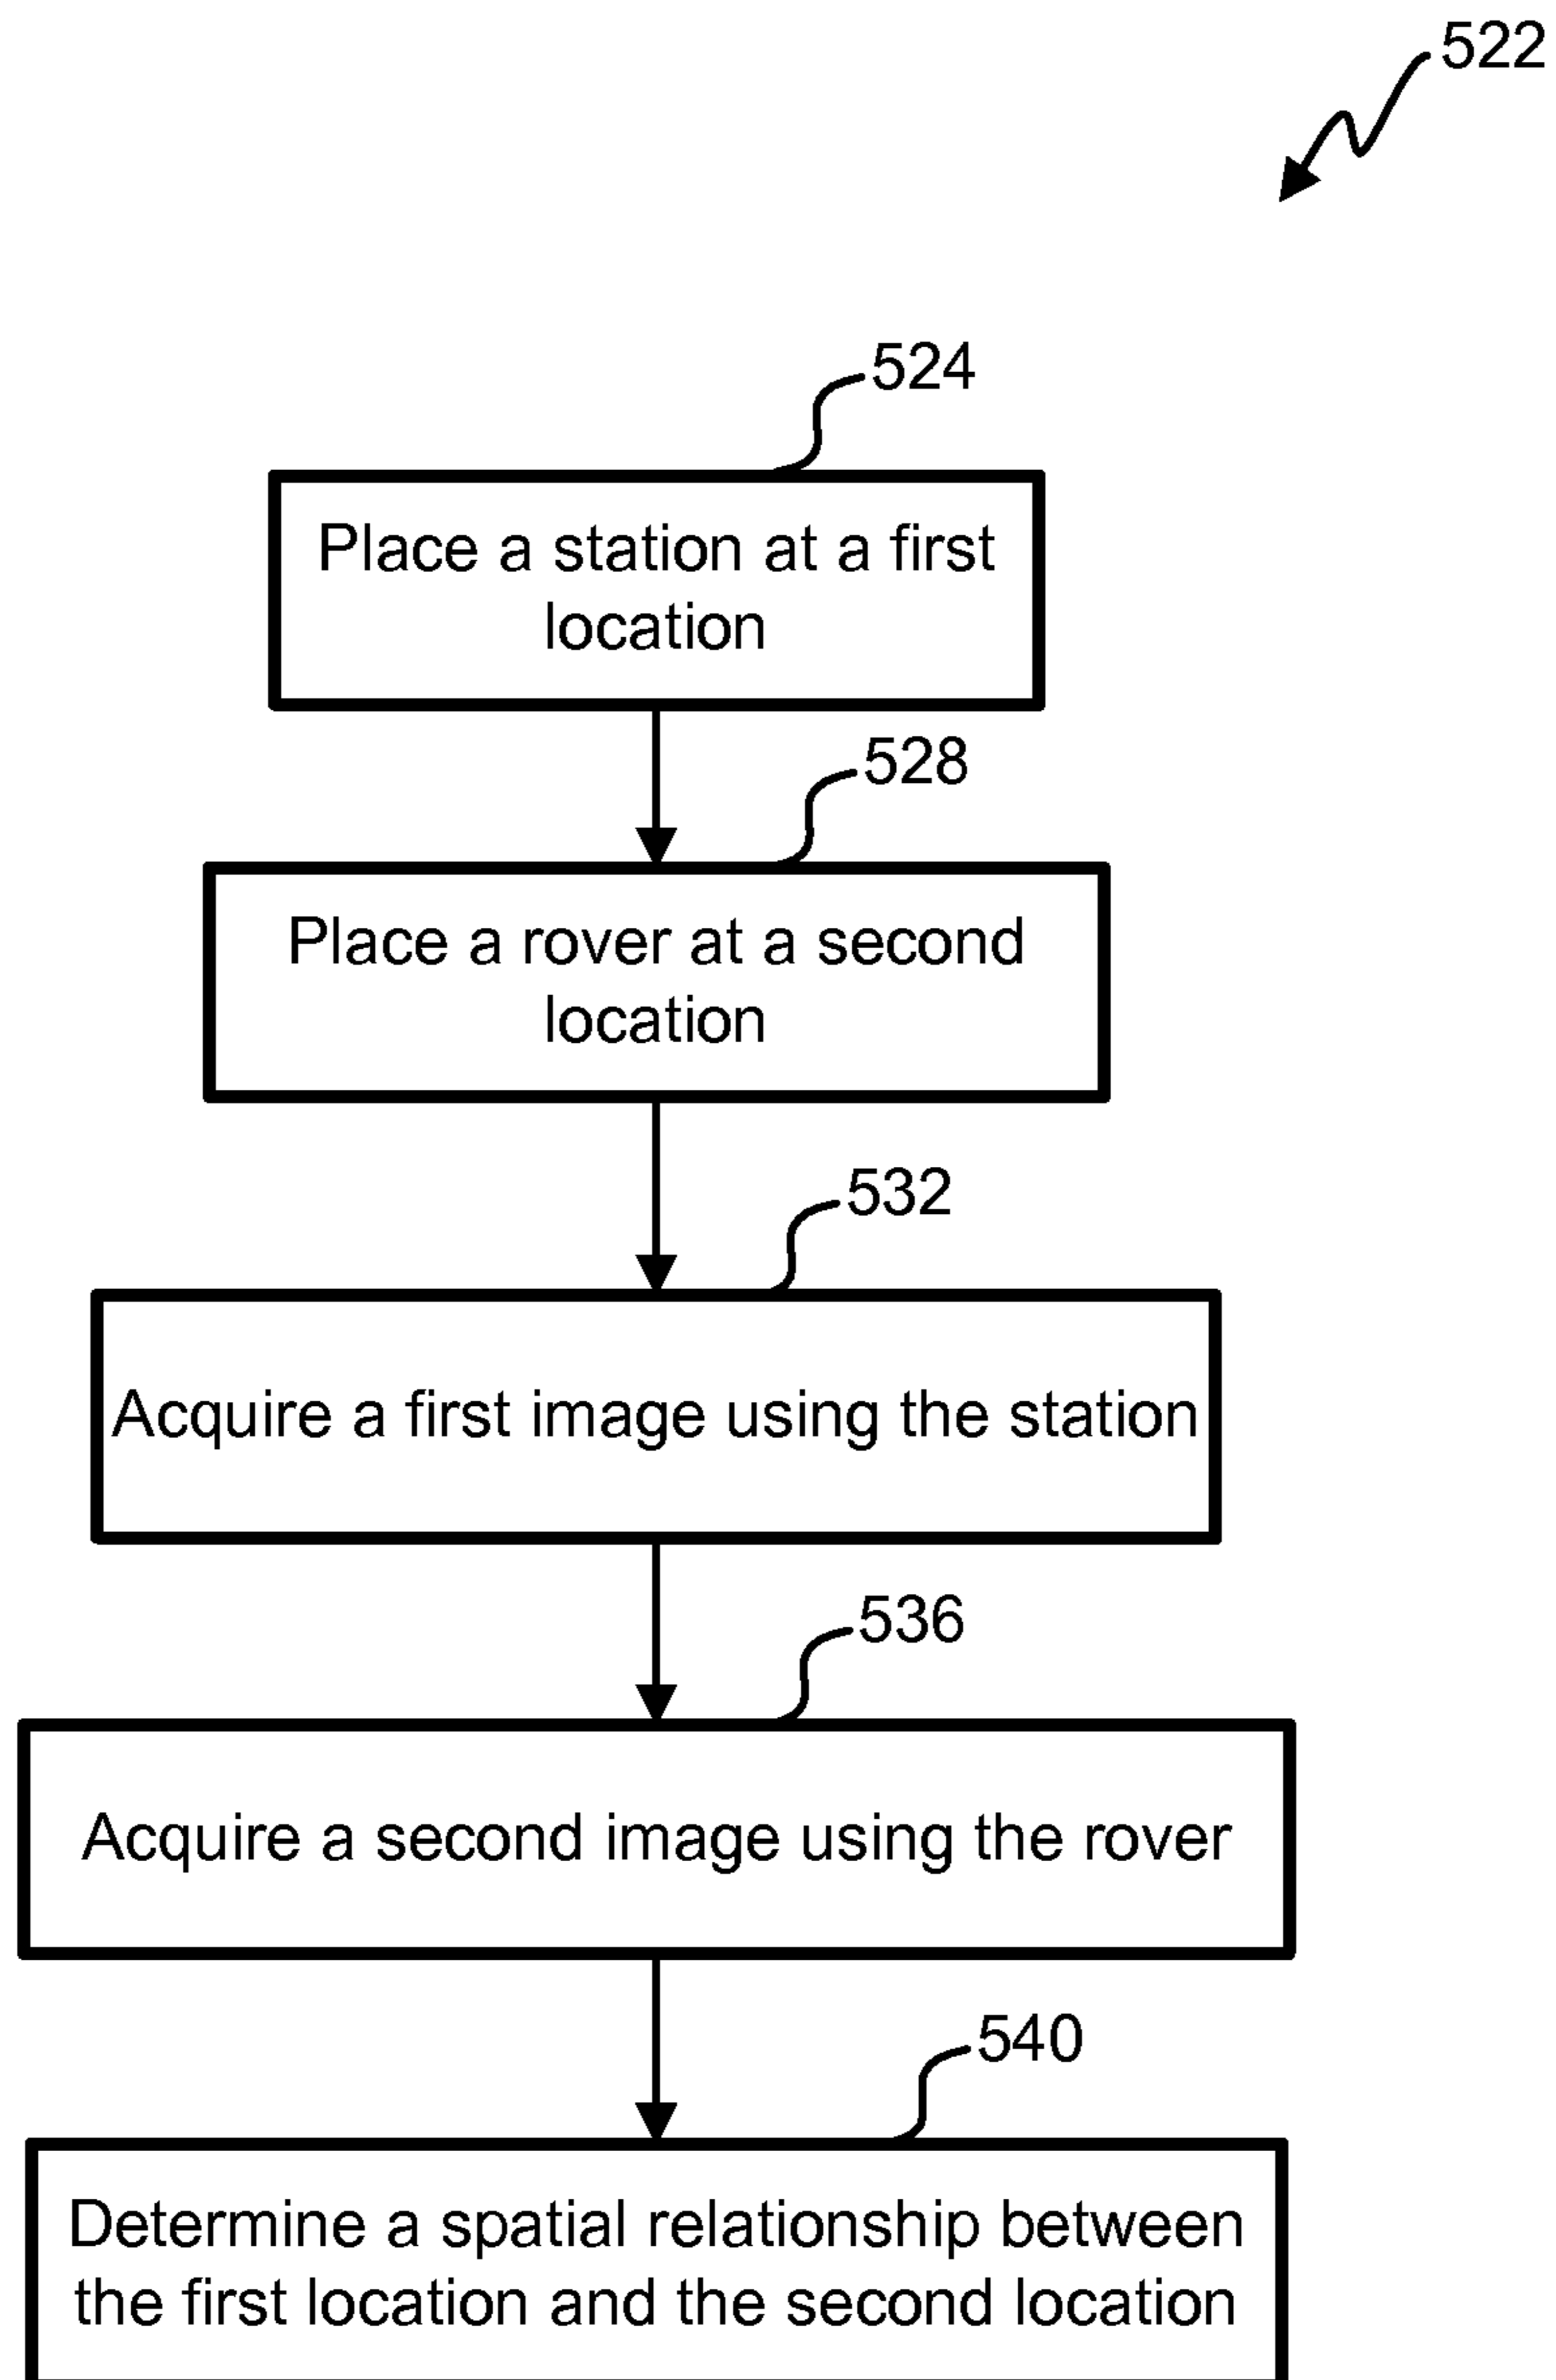 522
524
Place a station at a first
location
528
Place a rover at a second
location
532
Acquire a first image using the station
536
Acquire a second image using the rover
540
Determine a spatial relationship between
the first location and the second location